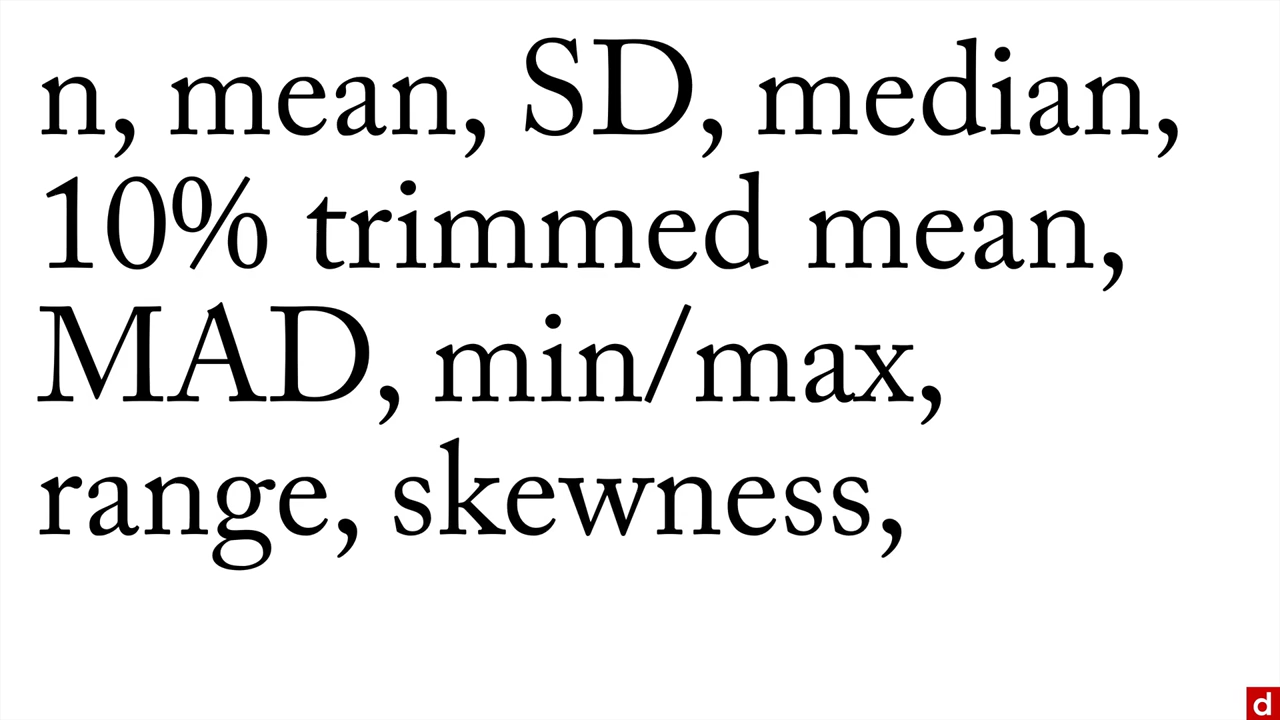 n, mean, SD, median,
10% trimmed mean,
MAD, min/max,
range, skewness,
d